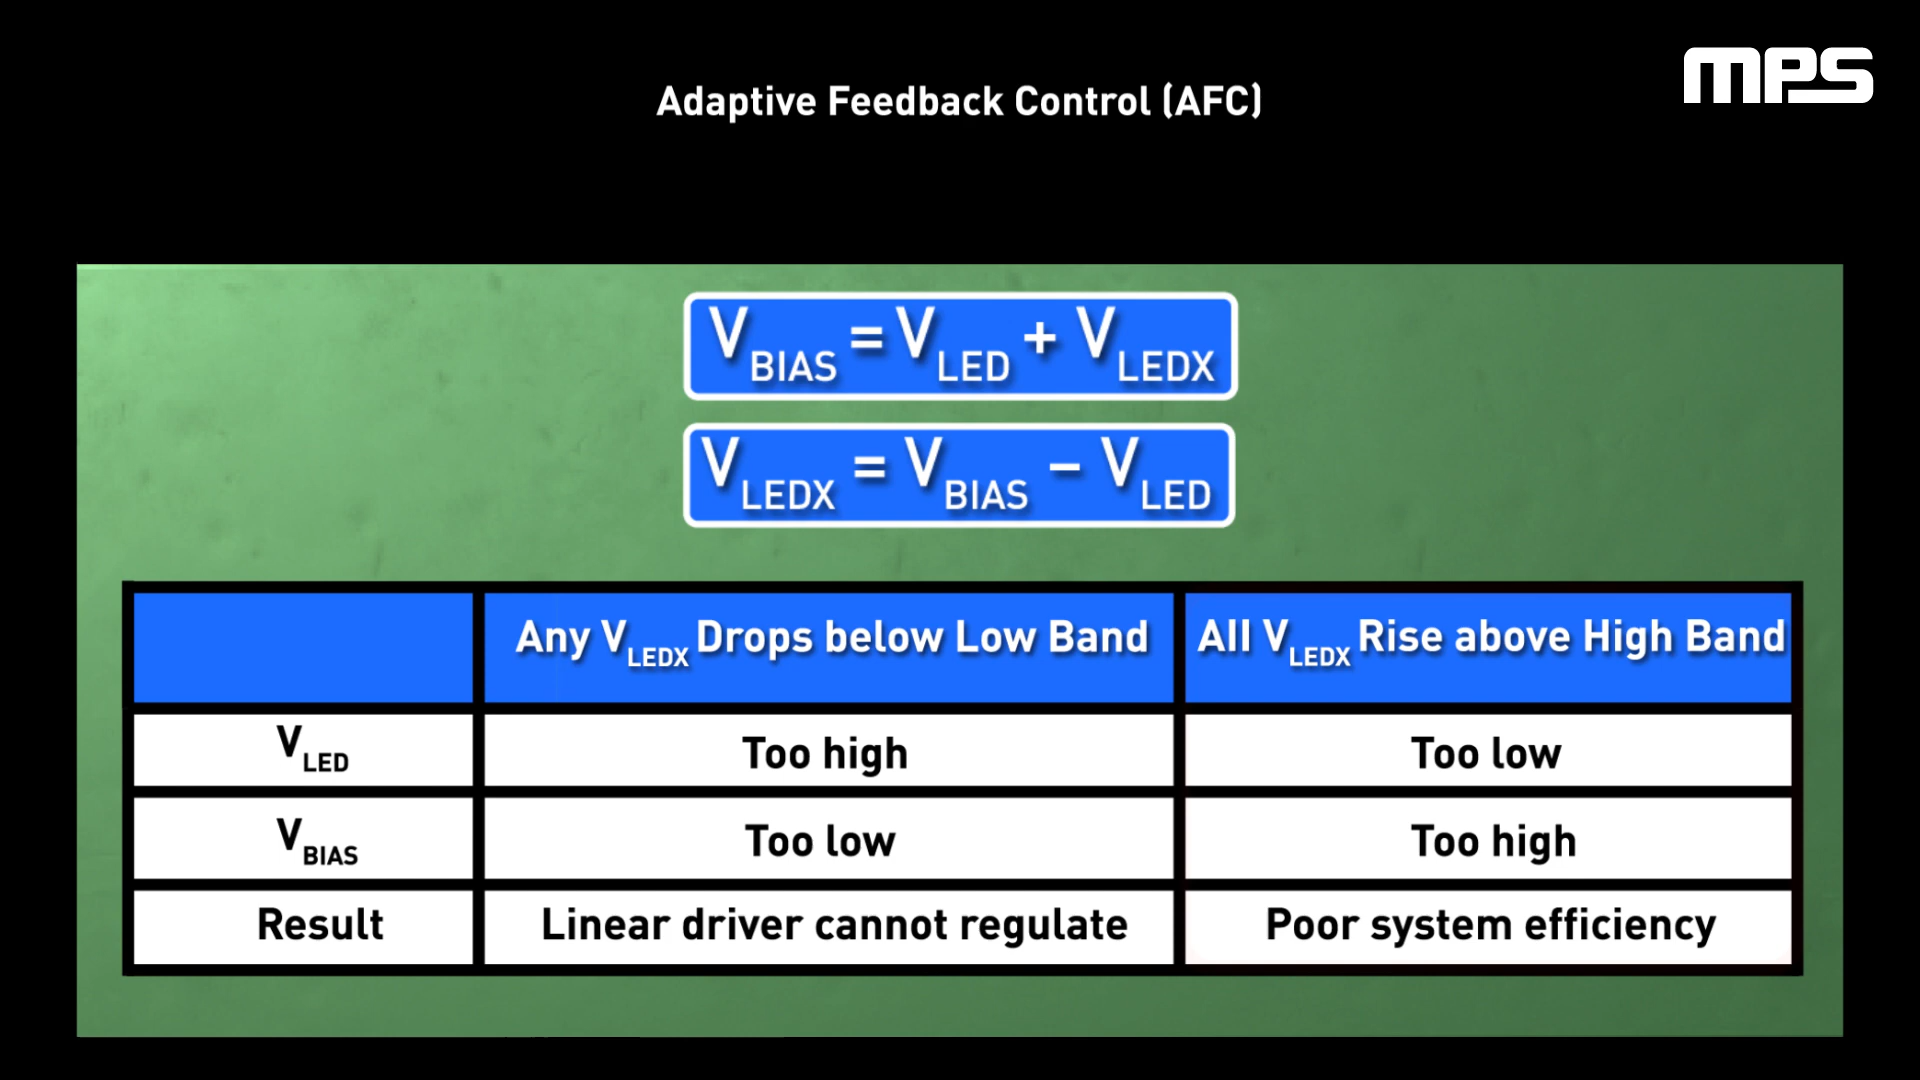 MPS
Adaptive Feedback Control (AFC)
VBIAS = VLED + VLEDX
VLEDX = VBIAS − VLED
Any VLEDX Drops below Low Band
All VLEDX Rise above High Band
VLED
Too high
Too low
VBIAS
Too low
Too high
Result
Linear driver cannot regulate
Poor system efficiency